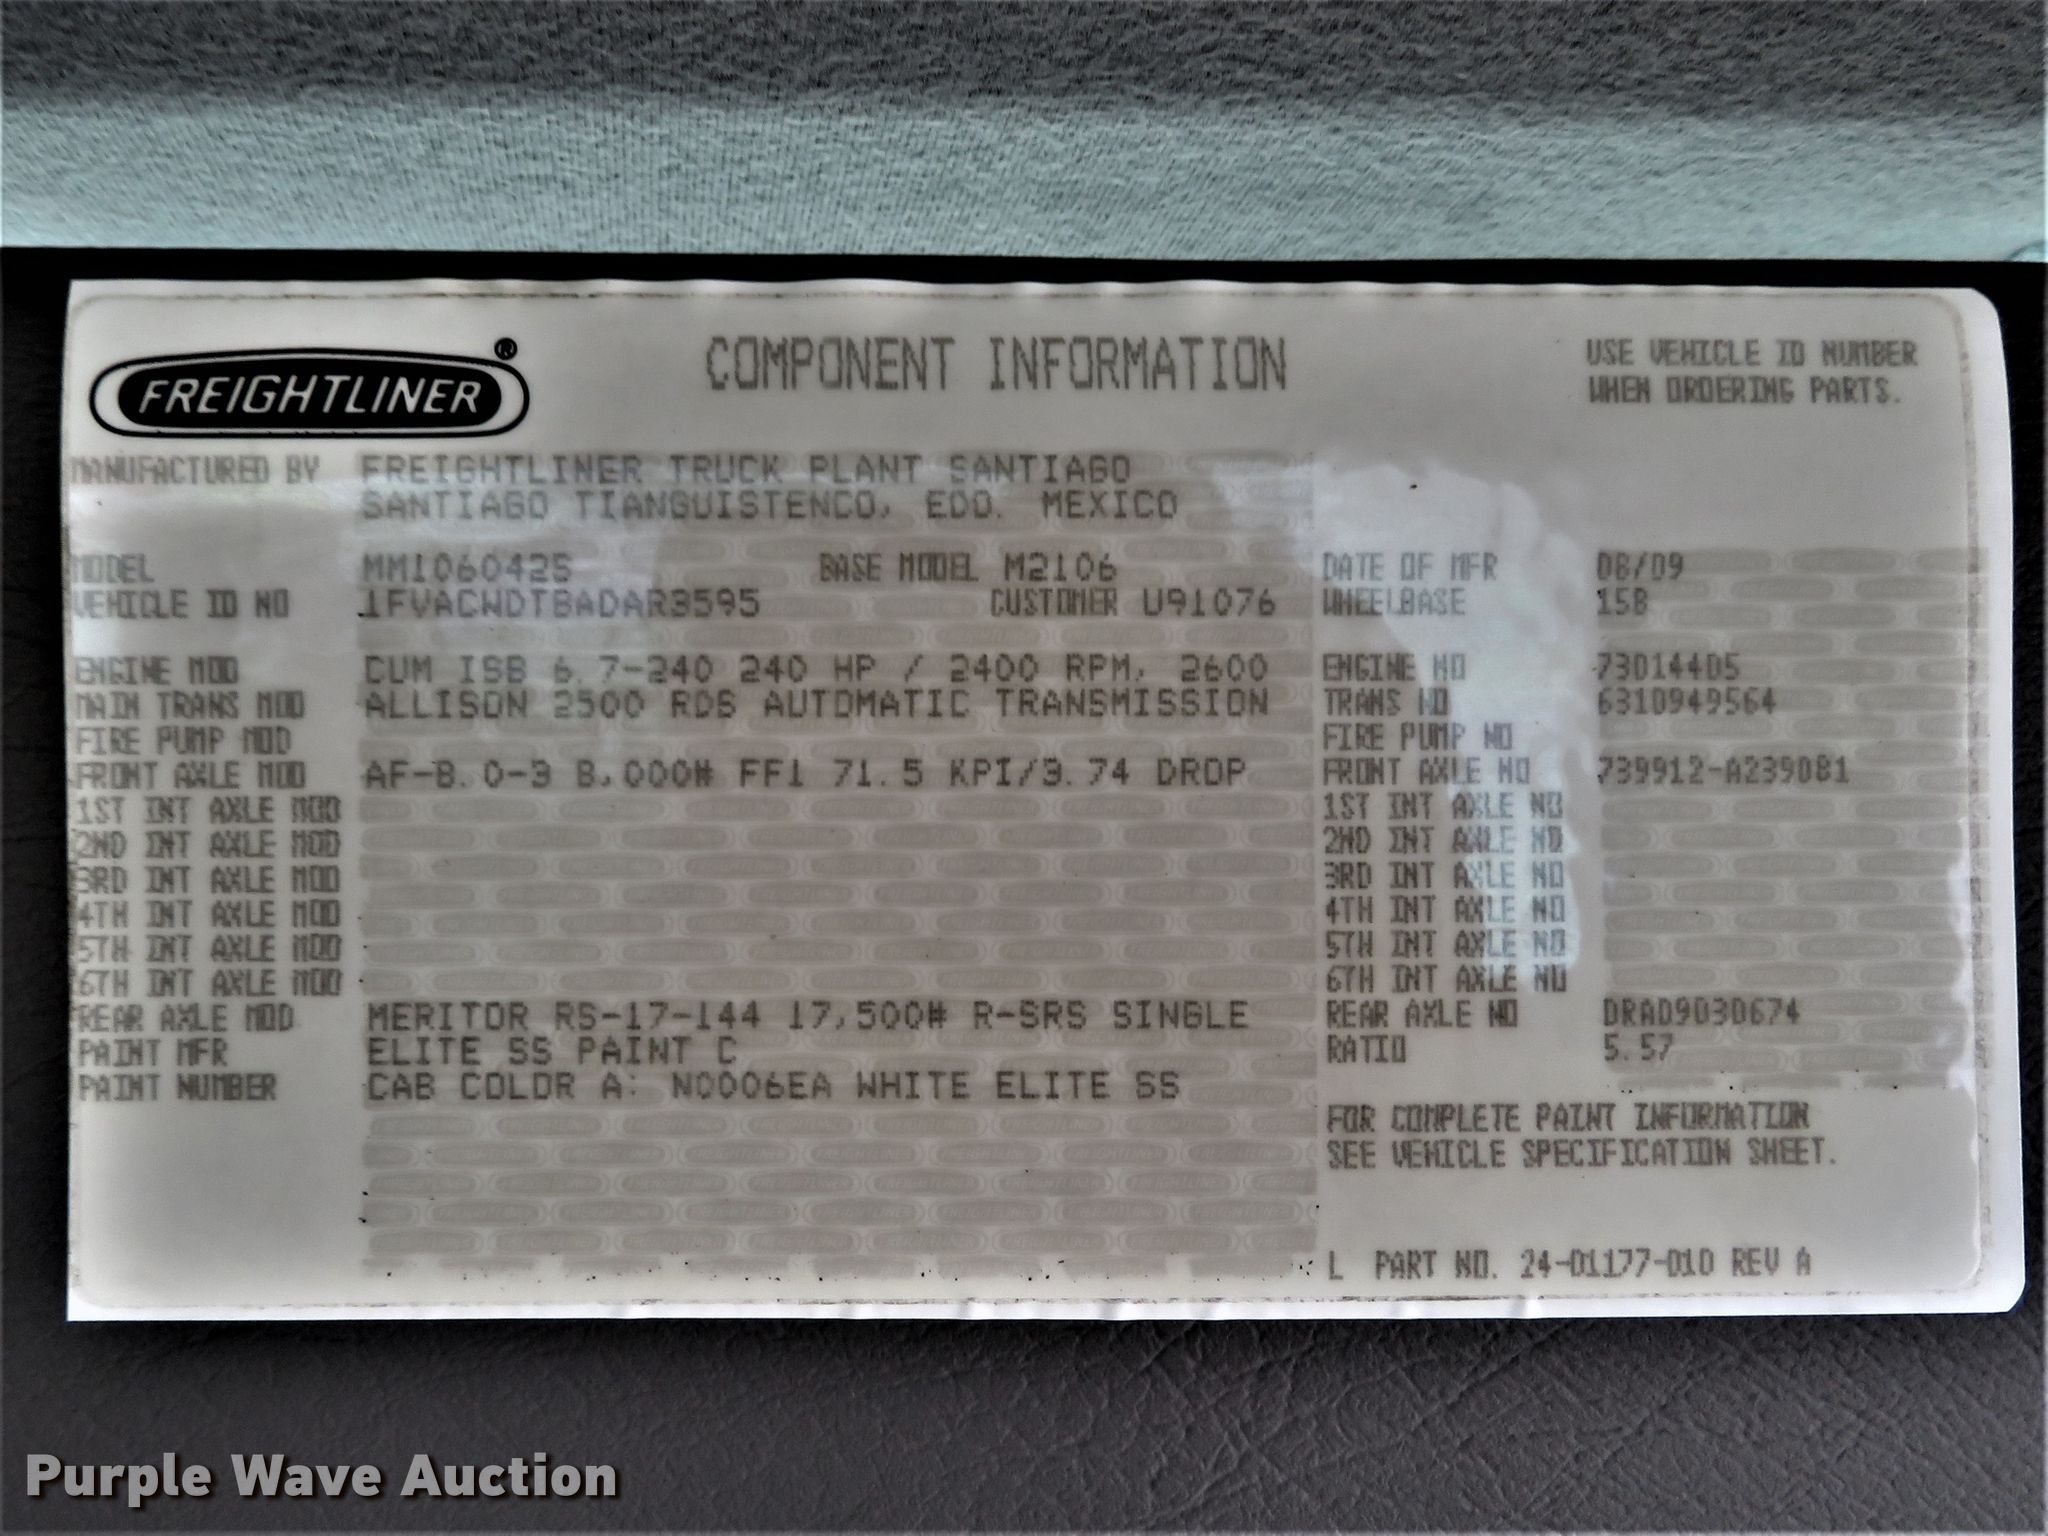 FREIGHTLINER®
COMPONENT INFORMATION
USE VEHICLE ID NUMBER
WHEN ORDERING PARTS.
MANUFACTURED BY FREIGHTLINER TRUCK PLANT SANTIAGO
SANTIAGO TIANGUISTENCO, EDO. MEXICO
MODEL MM106042S BASE MODEL M2106 DATE OF MFR 08/09
VEHICLE ID NO 1FVACWDT8ADAR3595 CUSTOMER U91076 WHEELBASE 158
ENGINE MOD CUM ISB 6.7-240 240 HP / 2400 RPM, 2600 ENGINE NO 73014405
MAIN TRANS MOD ALLISON 2500 RDS AUTOMATIC TRANSMISSION TRANS NO 6310949564
FIRE PUMP MOD FIRE PUMP NO
FRONT AXLE MOD AF-8.0-3 8,000# FF1 71.5 KPI/3.74 DROP FRONT AXLE NO 739912-A239081
1ST INT AXLE MOD 1ST INT AXLE NO
2ND INT AXLE MOD 2ND INT AXLE NO
3RD INT AXLE MOD 3RD INT AXLE NO
4TH INT AXLE MOD 4TH INT AXLE NO
5TH INT AXLE MOD 5TH INT AXLE NO
6TH INT AXLE MOD 6TH INT AXLE NO
REAR AXLE MOD MERITOR RS-17-144 17,500# R-SRS SINGLE REAR AXLE NO DRAD9030674
PAINT MFR ELITE SS PAINT C RATIO 5.57
PAINT NUMBER CAB COLOR A: N0006EA WHITE ELITE SS
FOR COMPLETE PAINT INFORMATION
SEE VEHICLE SPECIFICATION SHEET.
L PART NO. 24-01177-010 REV A
Purple Wave Auction